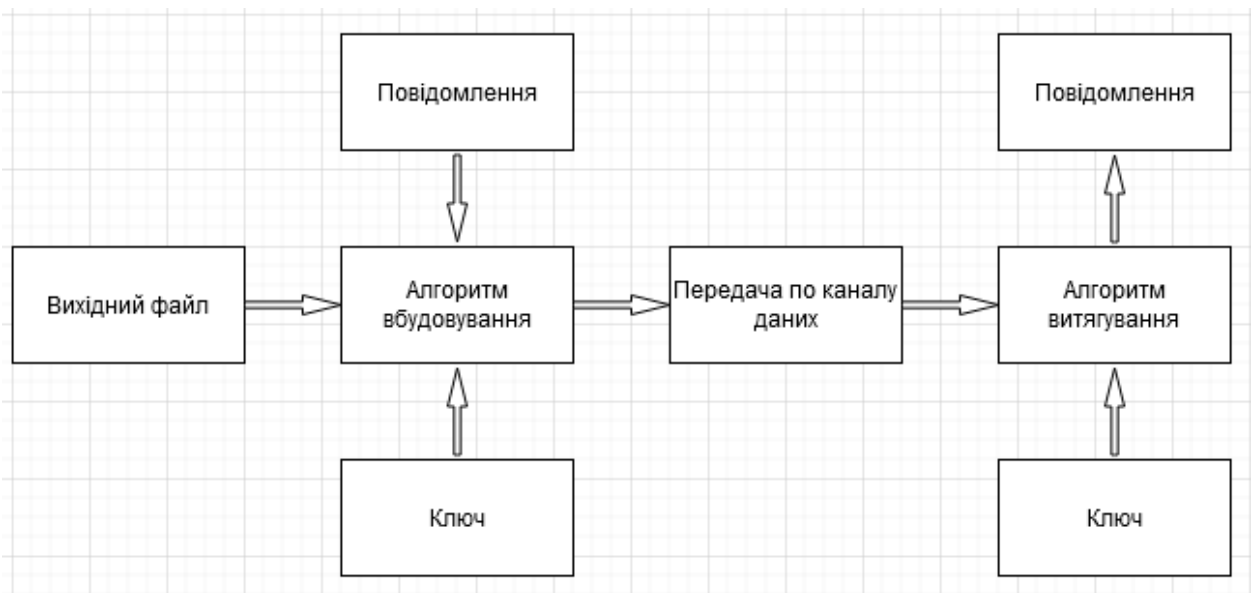 Повідомлення
Повідомлення
Вихідний файл
Алгоритм
вбудовування
Передача по каналу
даних
Алгоритм
витягування
Ключ
Ключ